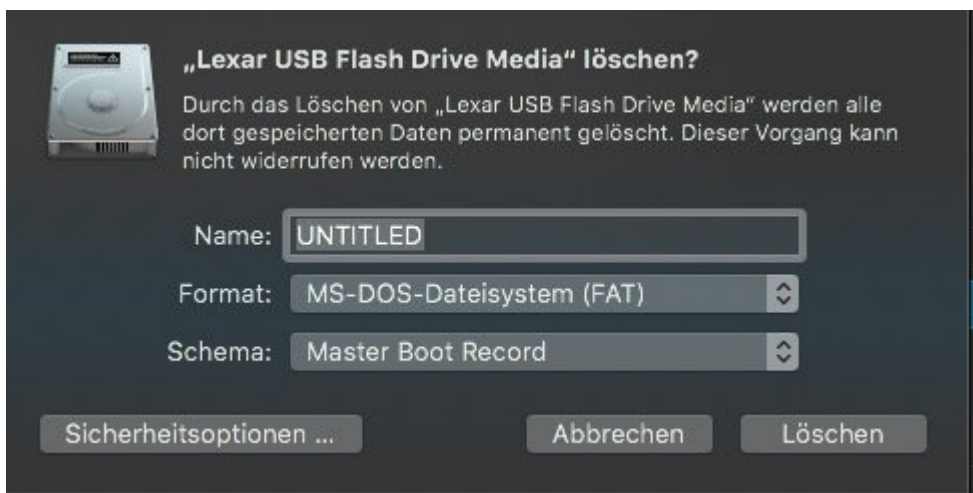 „Lexar USB Flash Drive Media“ löschen?
Durch das Löschen von „Lexar USB Flash Drive Media“ werden alle
dort gespeicherten Daten permanent gelöscht. Dieser Vorgang kann
nicht widerrufen werden.
Name: UNTITLED
Format: MS-DOS-Dateisystem (FAT)
Schema: Master Boot Record
Sicherheitsoptionen ... Abbrechen Löschen